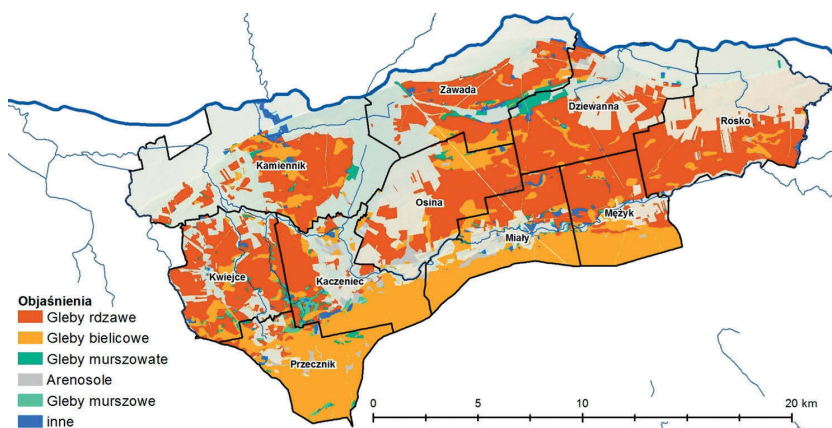 Zawada
Dziewanna
Rosko
Kamiennik
Osina
Mężyk
Miały
Kwiejce
Kaczeniec
Przecznik
Objaśnienia
Gleby rdzawe
Gleby bielicowe
Gleby murszowate
Arenosole
Gleby murszowe
inne
0 5 10 15 20 km